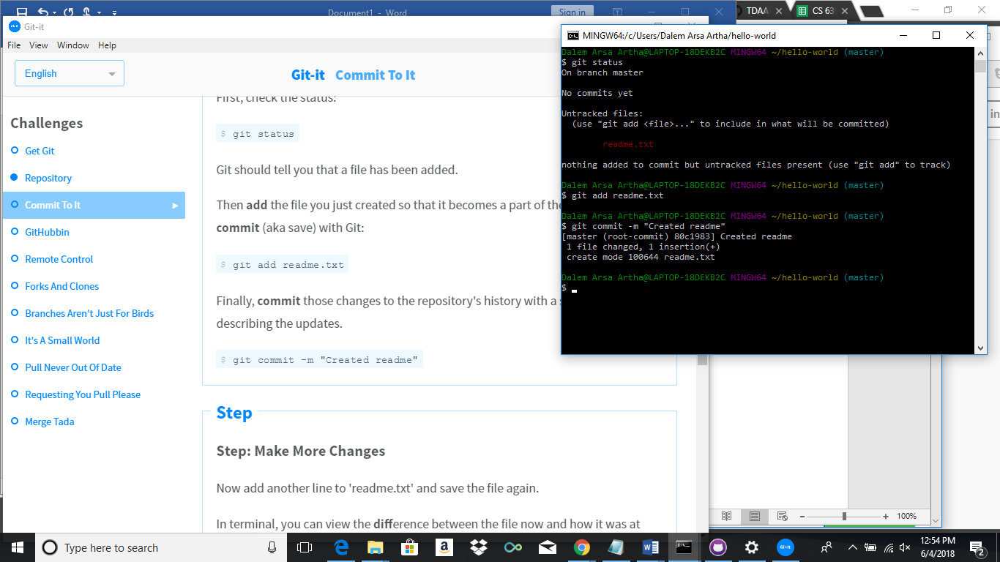 Document1 - Word
Sign in
TDAA
CS 63
Git-it
File View Window Help
English
Git-it Commit To It
Challenges
Get Git
Repository
Commit To It
GitHubbin
Remote Control
Forks And Clones
Branches Aren't Just For Birds
It's A Small World
Pull Never Out Of Date
Requesting You Pull Please
Merge Tada
First, check the status:
$ git status
Git should tell you that a file has been added.
Then add the file you just created so that it becomes a part of the
commit (aka save) with Git:
$ git add readme.txt
Finally, commit those changes to the repository's history with a s
describing the updates.
$ git commit -m "Created readme"
Step
Step: Make More Changes
Now add another line to 'readme.txt' and save the file again.
In terminal, you can view the difference between the file now and how it was at
MINGW64:/c/Users/Dalem Arsa Artha/hello-world
Dalem Arsa Artha@LAPTOP-18DEKB2C MINGW64 ~/hello-world (master)
$ git status
On branch master
No commits yet
Untracked files:
(use "git add <file>..." to include in what will be committed)
readme.txt
nothing added to commit but untracked files present (use "git add" to track)
Dalem Arsa Artha@LAPTOP-18DEKB2C MINGW64 ~/hello-world (master)
$ git add readme.txt
Dalem Arsa Artha@LAPTOP-18DEKB2C MINGW64 ~/hello-world (master)
$ git commit -m "Created readme"
[master (root-commit) 80c1983] Created readme
1 file changed, 1 insertion(+)
create mode 100644 readme.txt
Dalem Arsa Artha@LAPTOP-18DEKB2C MINGW64 ~/hello-world (master)
$
in
100%
Type here to search
Git-it
12:54 PM
6/4/2018
2